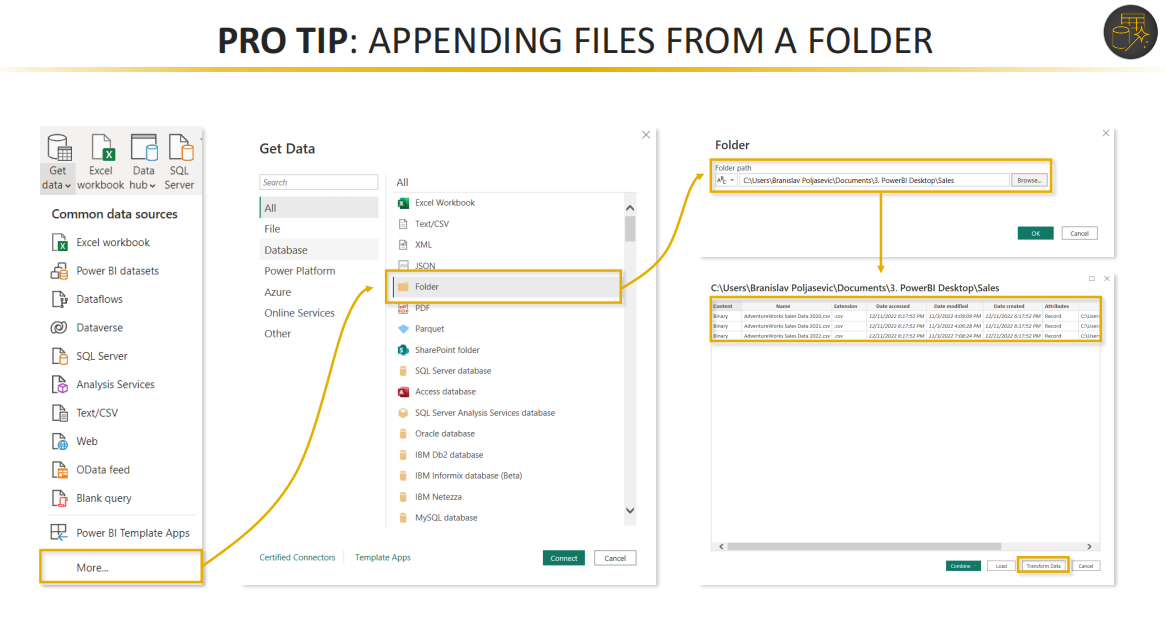 PRO TIP: APPENDING FILES FROM A FOLDER
Get data
Excel workbook
Data hub
SQL Server
Common data sources
Excel workbook
Power BI datasets
Dataflows
Dataverse
SQL Server
Analysis Services
Text/CSV
Web
OData feed
Blank query
Power BI Template Apps
More...
Get Data
Search
All
File
Database
Power Platform
Azure
Online Services
Other
All
Excel Workbook
Text/CSV
XML
JSON
Folder
PDF
Parquet
SharePoint folder
SQL Server database
Access database
SQL Server Analysis Services database
Oracle database
IBM Db2 database
IBM Informix database (Beta)
IBM Netezza
MySQL database
Certified Connectors
Template Apps
Connect
Cancel
Folder
Folder path
C:\Users\Branislav Poljasevic\Documents\3. PowerBI Desktop\Sales
Browse...
OK
Cancel
C:\Users\Branislav Poljasevic\Documents\3. PowerBI Desktop\Sales
Content Name Extension Date accessed Date modified Date created Attributes
Binary AdventureWorks Sales Data 2020.csv .csv 12/11/2022 6:17:52 PM 11/3/2022 4:09:09 PM 12/11/2022 6:17:52 PM Record C:\Users
Binary AdventureWorks Sales Data 2021.csv .csv 12/11/2022 6:17:52 PM 11/3/2022 4:06:28 PM 12/11/2022 6:17:52 PM Record C:\Users
Binary AdventureWorks Sales Data 2022.csv .csv 12/11/2022 6:17:52 PM 11/3/2022 7:06:24 PM 12/11/2022 6:17:52 PM Record C:\Users
Combine
Load
Transform Data
Cancel